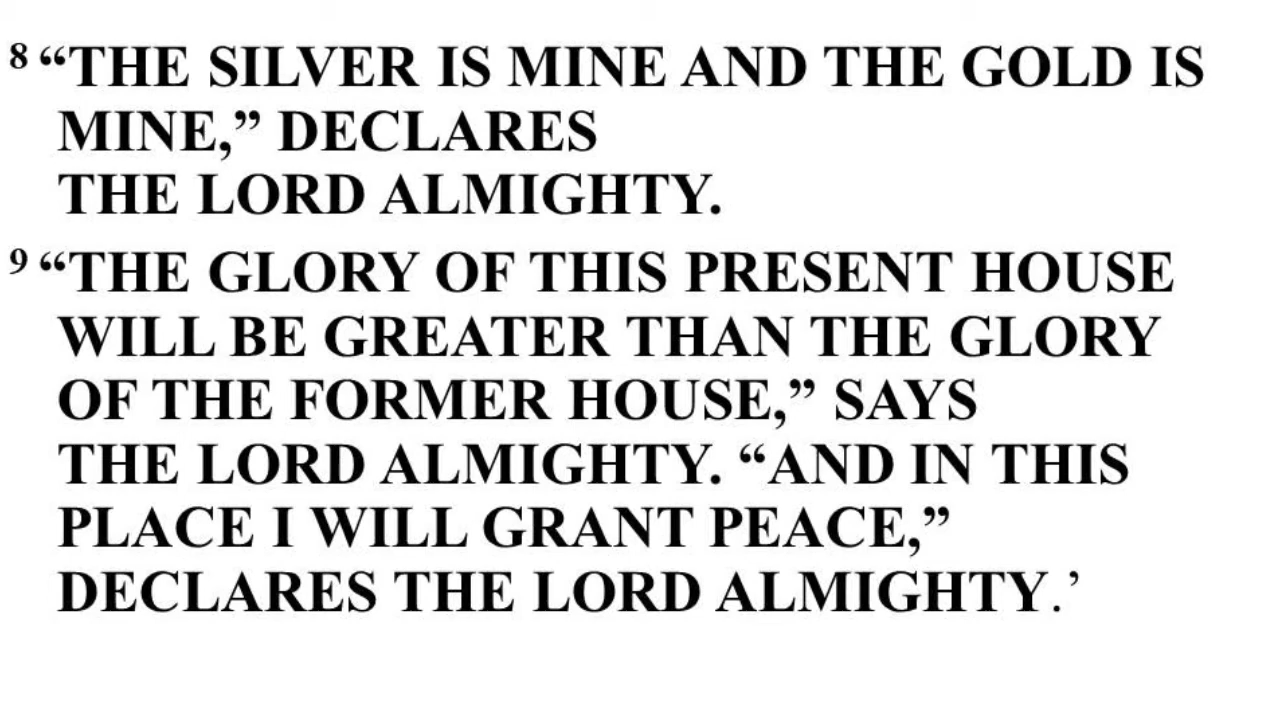 8 “THE SILVER IS MINE AND THE GOLD IS
MINE,” DECLARES
THE LORD ALMIGHTY.
9 “THE GLORY OF THIS PRESENT HOUSE
WILL BE GREATER THAN THE GLORY
OF THE FORMER HOUSE,” SAYS
THE LORD ALMIGHTY. “AND IN THIS
PLACE I WILL GRANT PEACE,”
DECLARES THE LORD ALMIGHTY.’